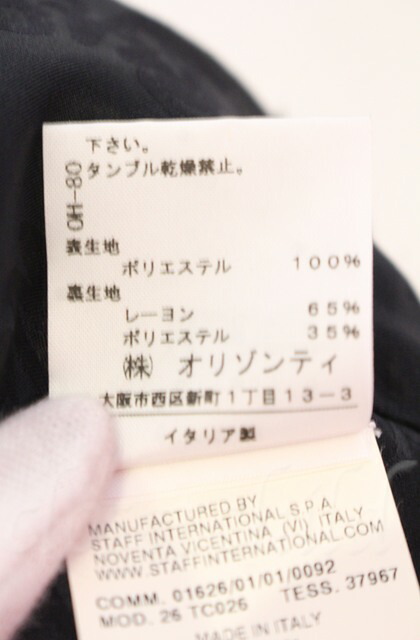 下さい。
タンブル乾燥禁止。
OH-80
表生地
ポリエステル 100%
裏生地
レーヨン 65%
ポリエステル 35%
㈱ オリゾンティ
大阪市西区新町1丁目13-3
イタリア製
MANUFACTURED BY
STAFF INTERNATIONAL S.P.A.
NOVENTA VICENTINA (VI) ITALY
WWW.STAFFINTERNATIONAL.COM
COMM. 01626/01/01/0092
MOD. 26 TC026 TESS. 37967
MADE IN ITALY